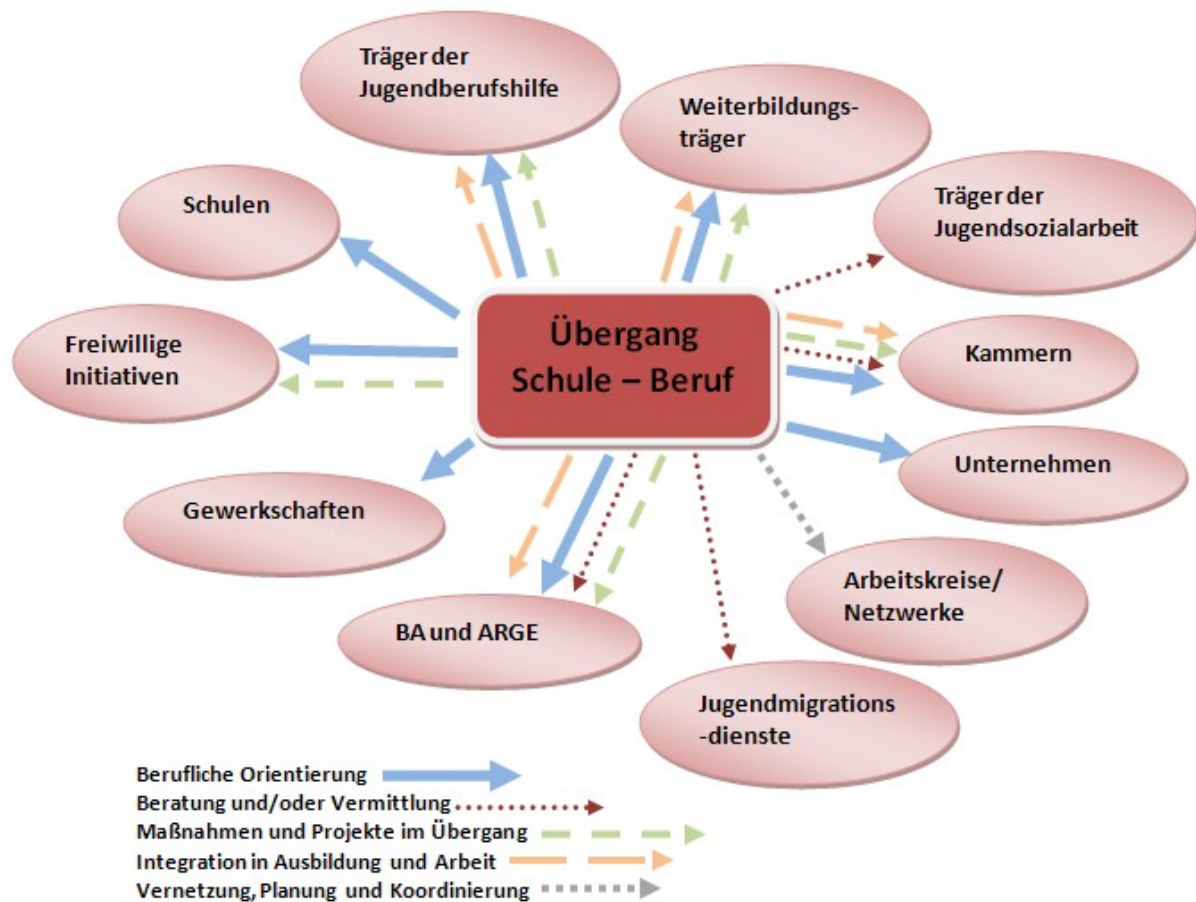 Träger der
Jugendberufshilfe
Weiterbildungs-
träger
Träger der
Jugendsozialarbeit
Schulen
Freiwillige
Initiativen
Übergang
Schule – Beruf
Kammern
Unternehmen
Gewerkschaften
Arbeitskreise/
Netzwerke
BA und ARGE
Jugendmigrations
-dienste
Berufliche Orientierung
Beratung und/oder Vermittlung
Maßnahmen und Projekte im Übergang
Integration in Ausbildung und Arbeit
Vernetzung, Planung und Koordinierung